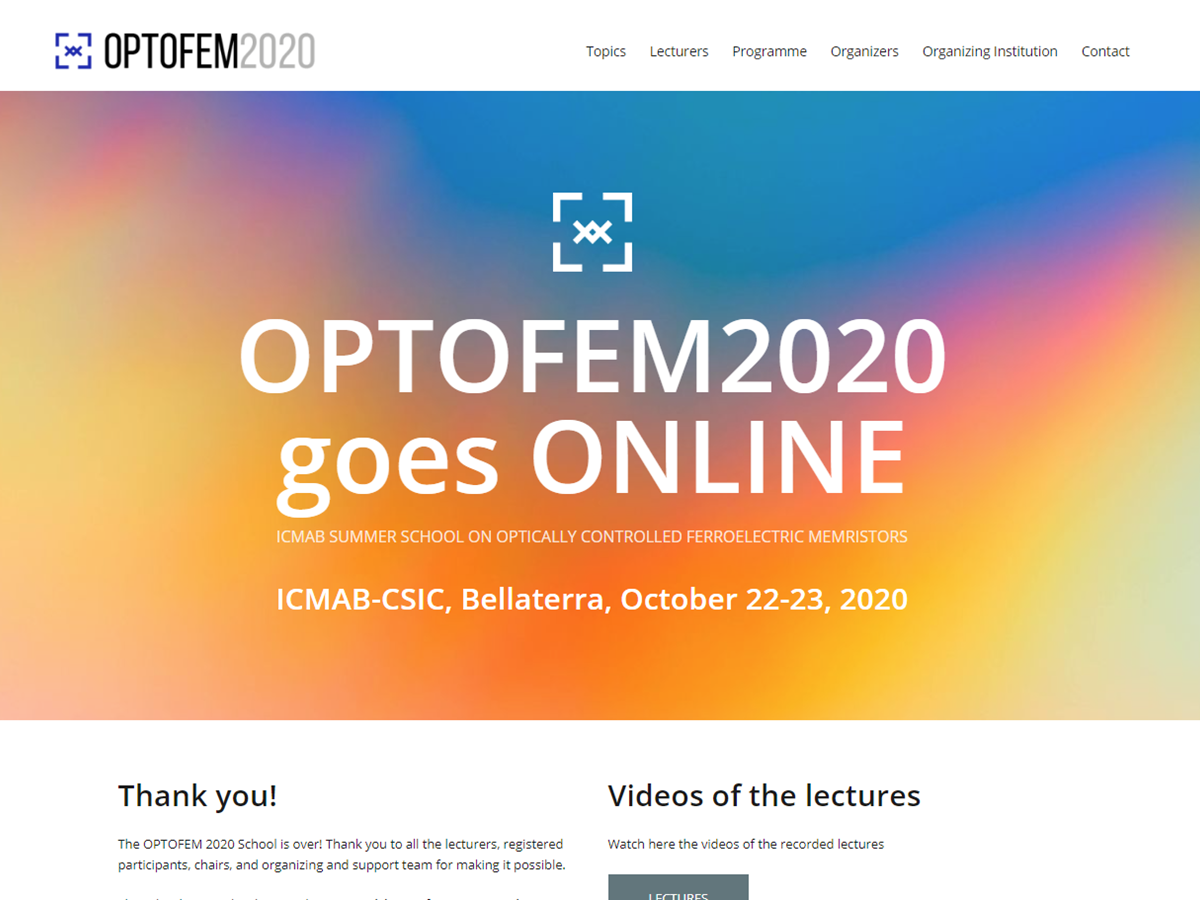 OPTOFEM2020
Topics
Lecturers
Programme
Organizers
Organizing Institution
Contact
OPTOFEM2020
goes ONLINE
ICMAB SUMMER SCHOOL ON OPTICALLY CONTROLLED FERROELECTRIC MEMRISTORS
ICMAB-CSIC, Bellaterra, October 22-23, 2020
Thank you!
The OPTOFEM 2020 School is over! Thank you to all the lecturers, registered
participants, chairs, and organizing and support team for making it possible.
Videos of the lectures
Watch here the videos of the recorded lectures
LECTURES